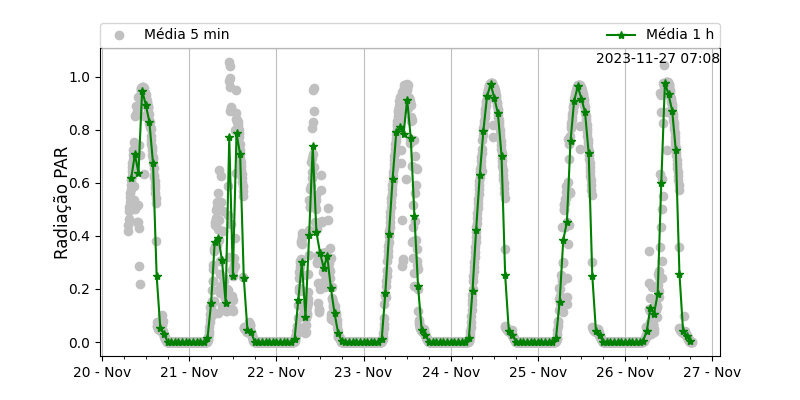 Média 5 min
Média 1 h
2023-11-27 07:08
Radiação PAR
1.0
0.8
0.6
0.4
0.2
0.0
20 - Nov
21 - Nov
22 - Nov
23 - Nov
24 - Nov
25 - Nov
26 - Nov
27 - Nov